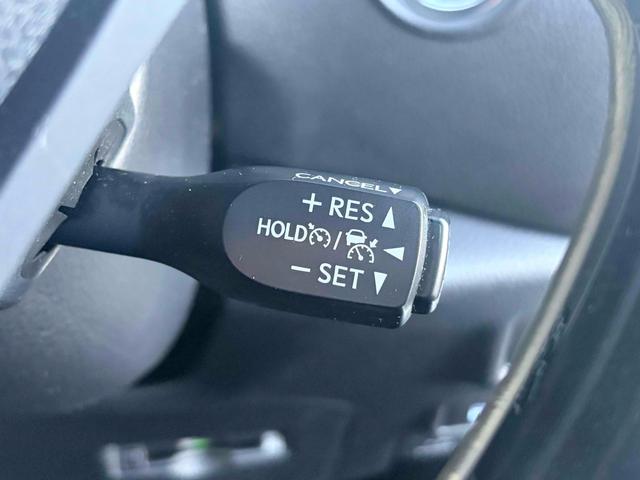 CANCEL▼
+ RES ▲
HOLD / ◀
− SET ▼